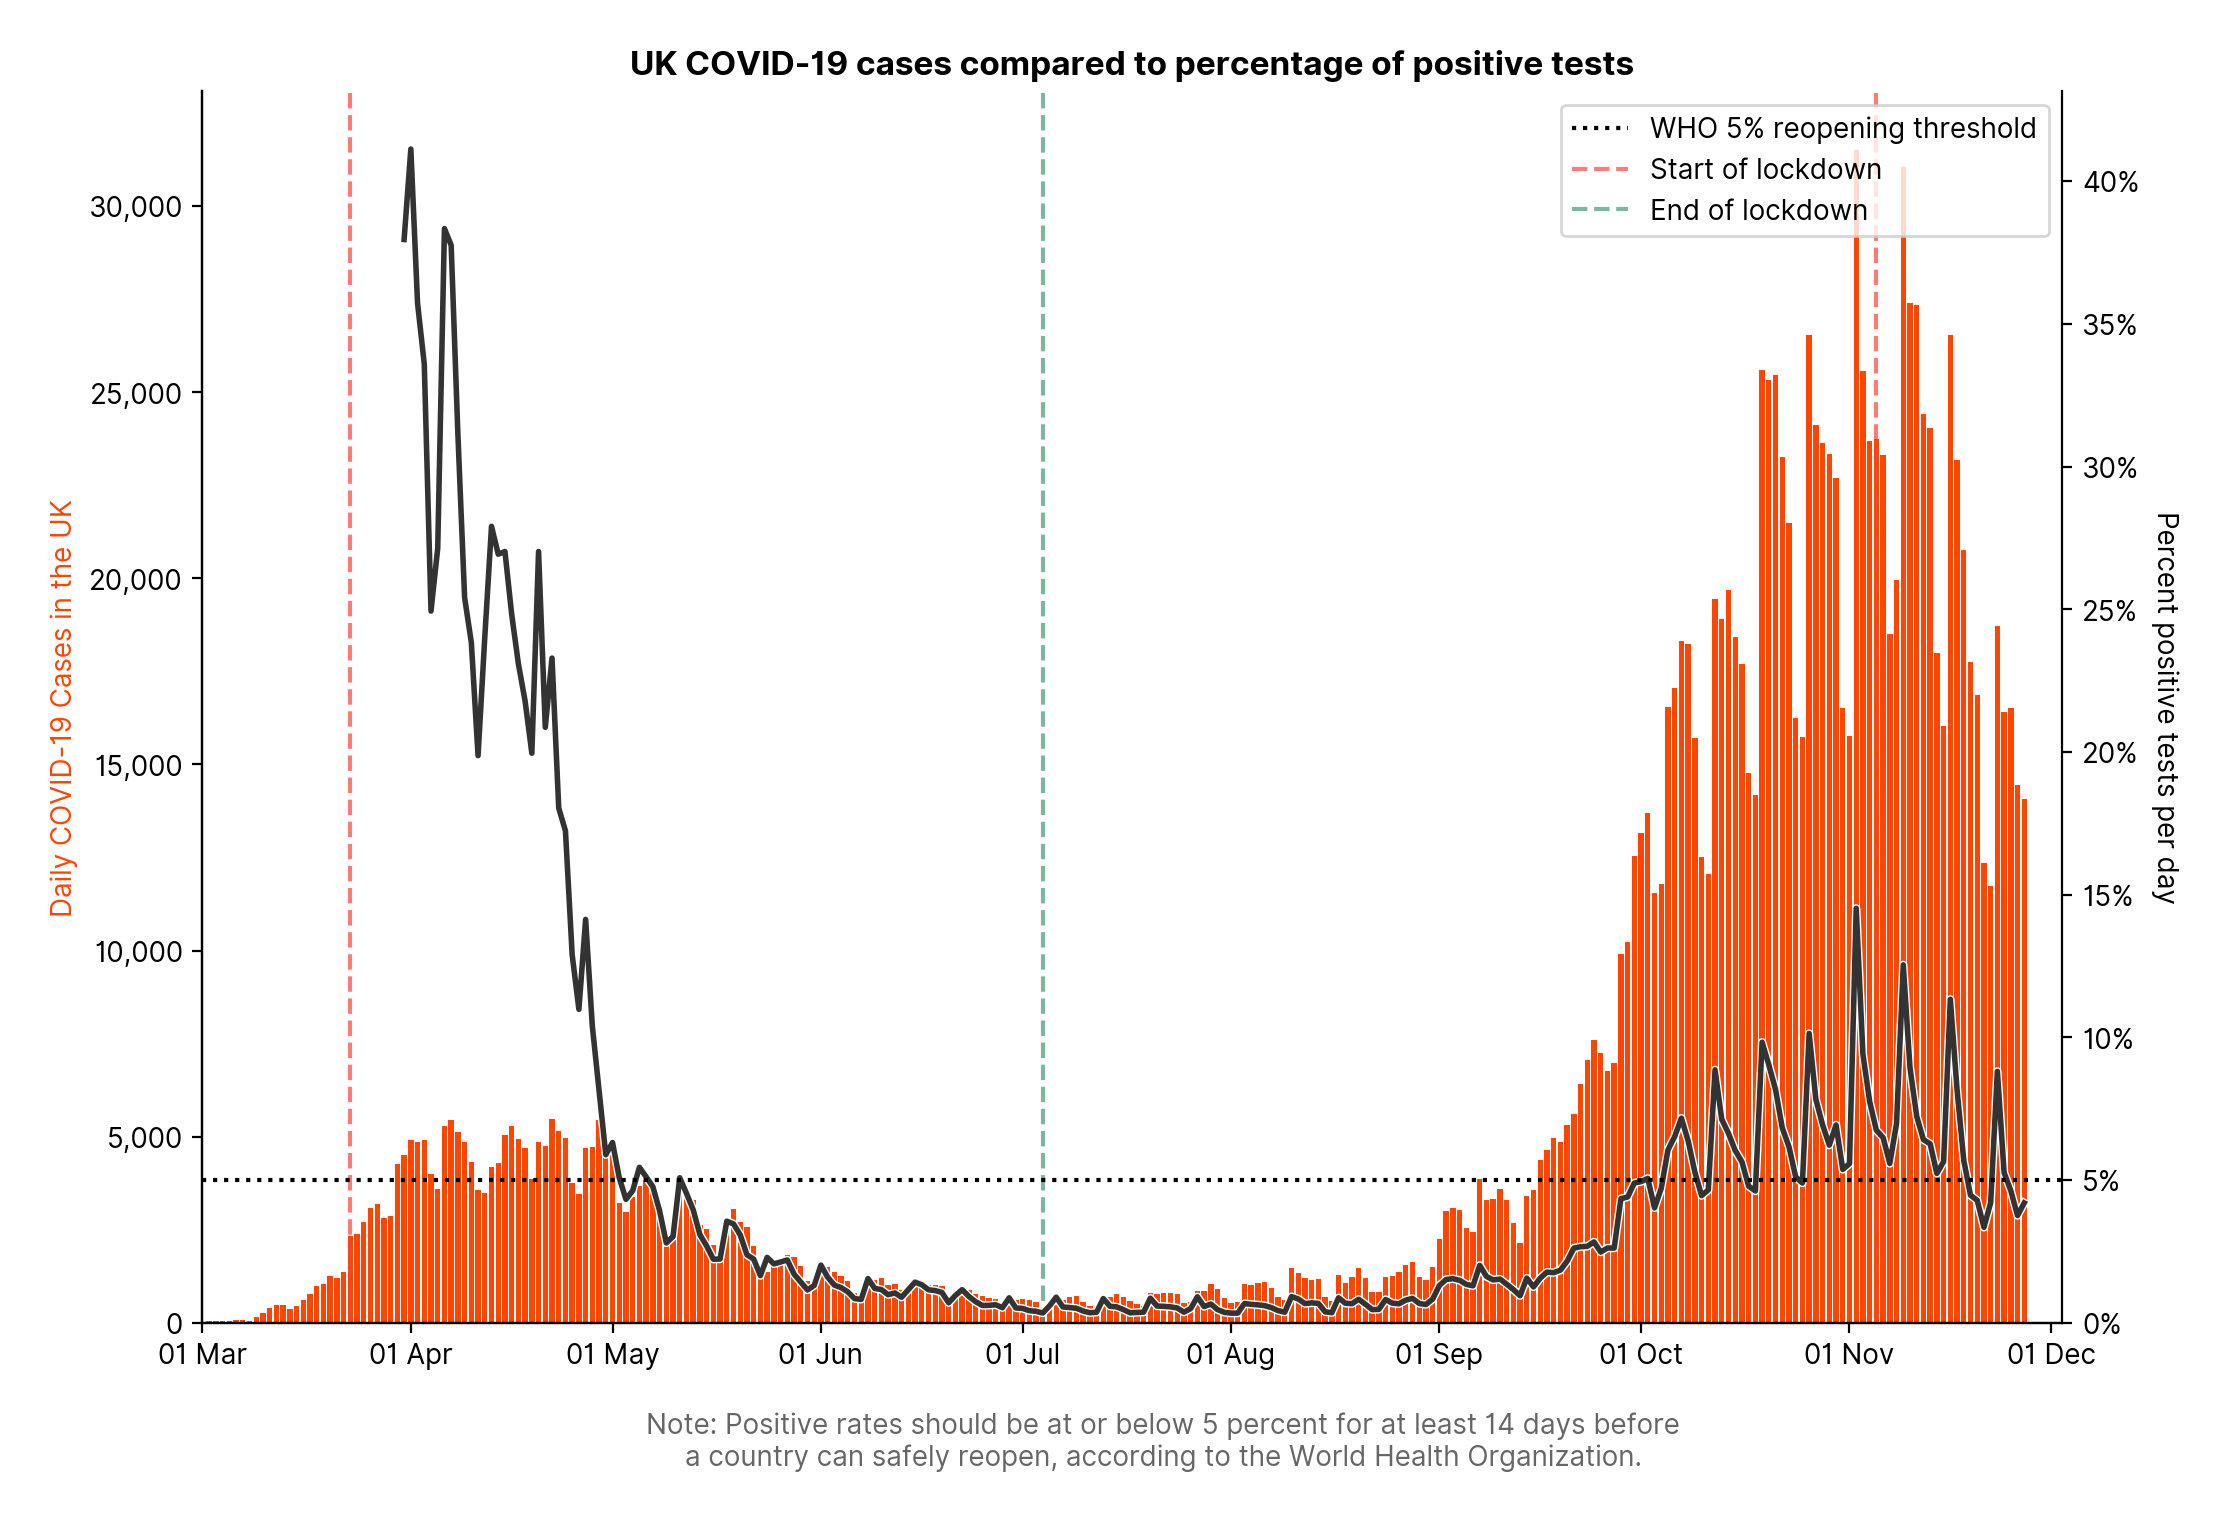 UK COVID-19 cases compared to percentage of positive tests
WHO 5% reopening threshold
Start of lockdown
End of lockdown
Daily COVID-19 Cases in the UK
30,000
25,000
20,000
15,000
10,000
5,000
0
40%
35%
30%
25%
20%
15%
10%
5%
0%
Percent positive tests per day
01 Mar
01 Apr
01 May
01 Jun
01 Jul
01 Aug
01 Sep
01 Oct
01 Nov
01 Dec
Note: Positive rates should be at or below 5 percent for at least 14 days before
a country can safely reopen, according to the World Health Organization.